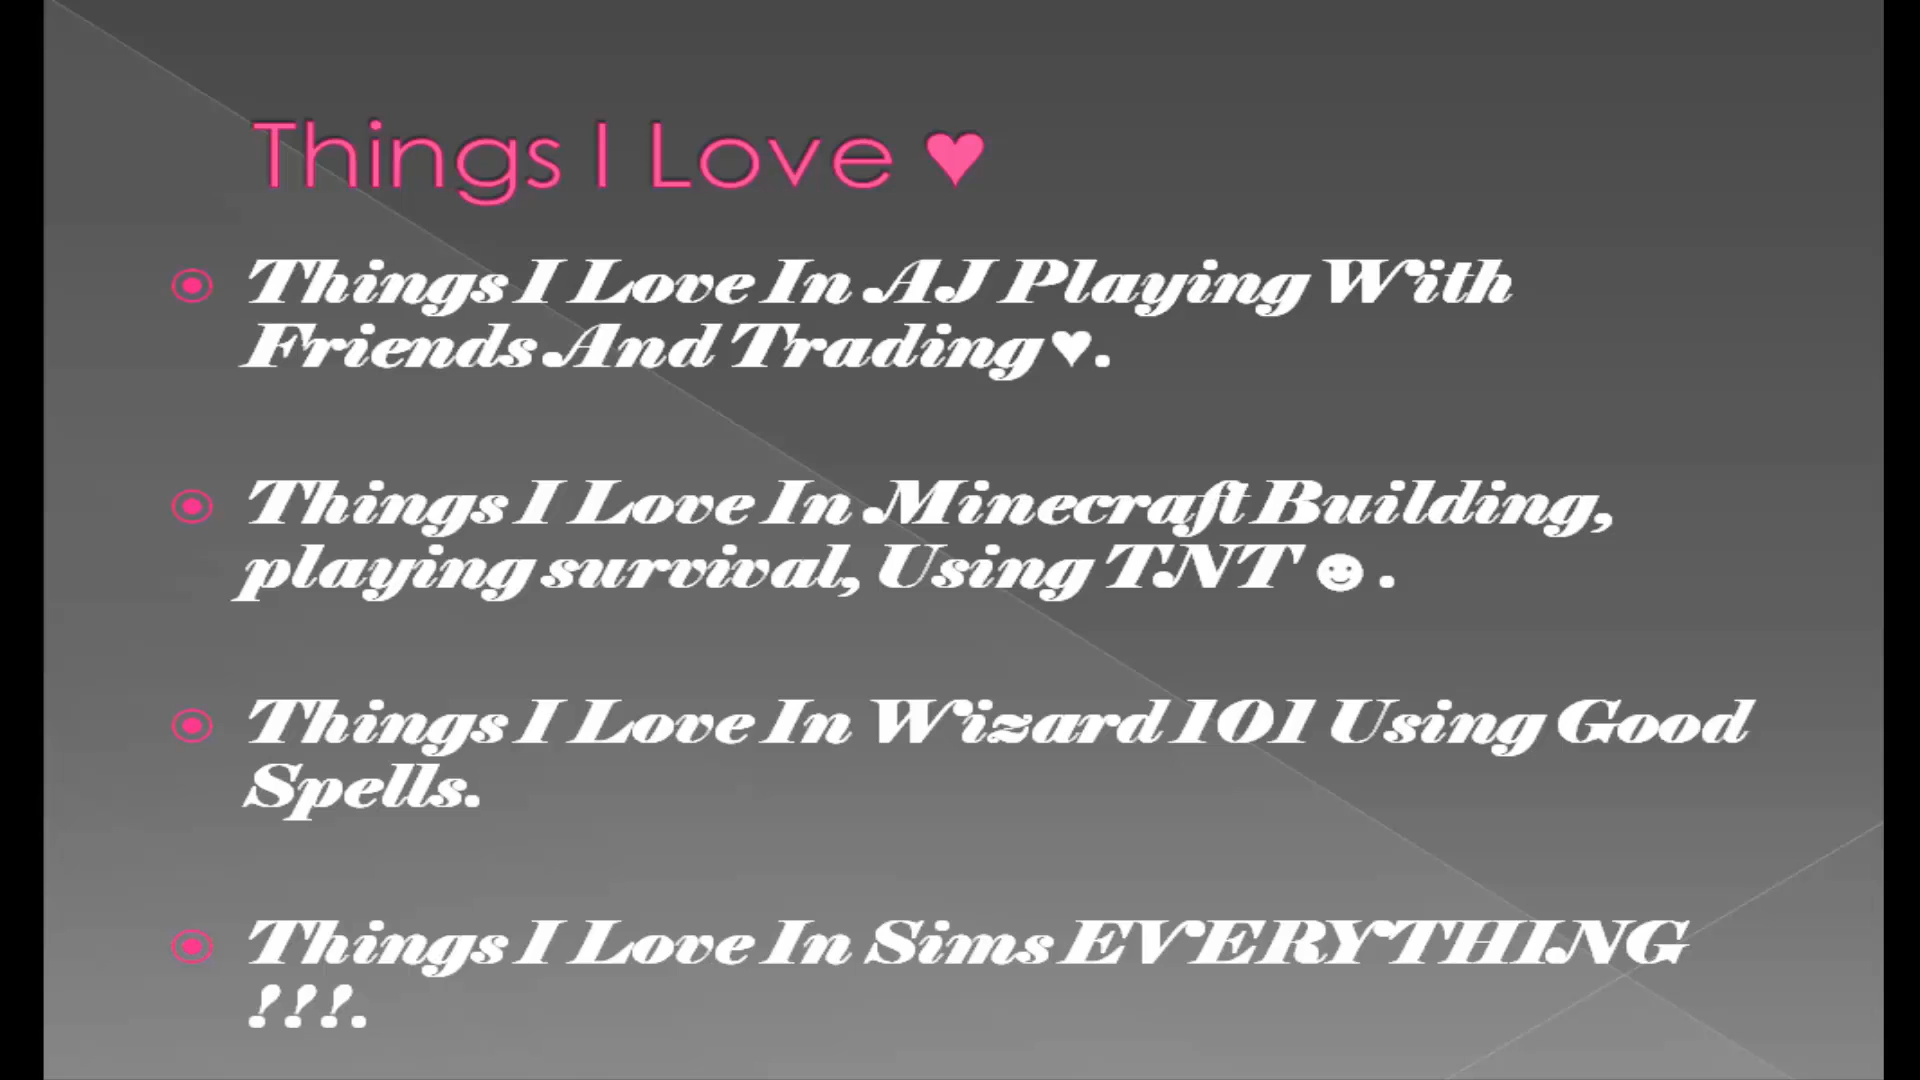 Things I Love ♥
Things I Love In AJ Playing With
Friends And Trading♥.
Things I Love In Minecraft Building,
playing survival, Using TNT ☻.
Things I Love In Wizard 101 Using Good
Spells.
Things I Love In Sims EVERYTHING
!!!.